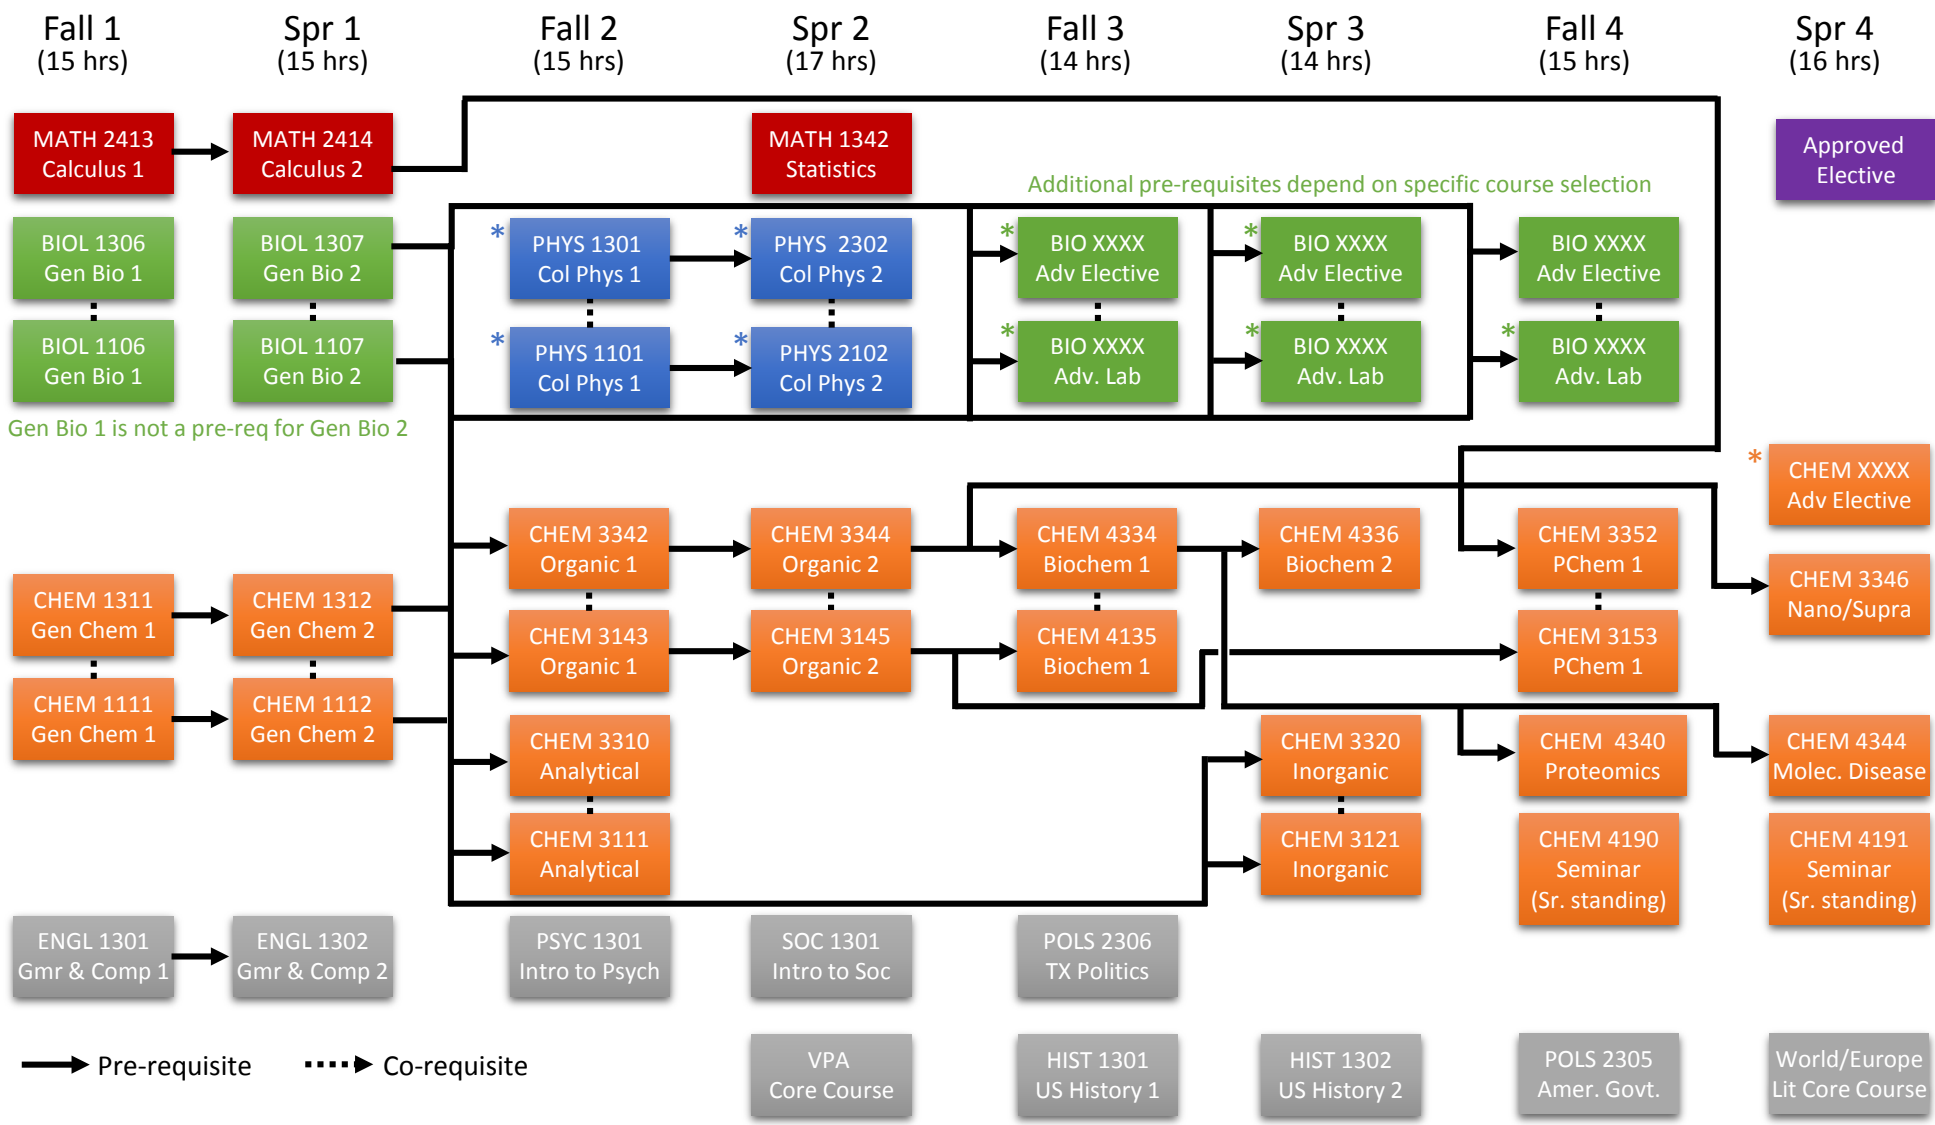 Fall 1
(15 hrs)
Spr 1
(15 hrs)
Fall 2
(15 hrs)
Spr 2
(17 hrs)
Fall 3
(14 hrs)
Spr 3
(14 hrs)
Fall 4
(15 hrs)
Spr 4
(16 hrs)
MATH 2413
Calculus 1
MATH 2414
Calculus 2
MATH 1342
Statistics
Approved
Elective
Additional pre-requisites depend on specific course selection
BIOL 1306
Gen Bio 1
BIOL 1307
Gen Bio 2
* PHYS 1301
Col Phys 1
* PHYS 2302
Col Phys 2
* BIO XXXX
Adv Elective
* BIO XXXX
Adv Elective
BIO XXXX
Adv Elective
BIOL 1106
Gen Bio 1
BIOL 1107
Gen Bio 2
* PHYS 1101
Col Phys 1
* PHYS 2102
Col Phys 2
* BIO XXXX
Adv. Lab
* BIO XXXX
Adv. Lab
* BIO XXXX
Adv. Lab
Gen Bio 1 is not a pre-req for Gen Bio 2
* CHEM XXXX
Adv Elective
CHEM 3342
Organic 1
CHEM 3344
Organic 2
CHEM 4334
Biochem 1
CHEM 4336
Biochem 2
CHEM 3352
PChem 1
CHEM 3346
Nano/Supra
CHEM 1311
Gen Chem 1
CHEM 1312
Gen Chem 2
CHEM 3143
Organic 1
CHEM 3145
Organic 2
CHEM 4135
Biochem 1
CHEM 3153
PChem 1
CHEM 1111
Gen Chem 1
CHEM 1112
Gen Chem 2
CHEM 3310
Analytical
CHEM 3320
Inorganic
CHEM 4340
Proteomics
CHEM 4344
Molec. Disease
CHEM 3111
Analytical
CHEM 3121
Inorganic
CHEM 4190
Seminar
(Sr. standing)
CHEM 4191
Seminar
(Sr. standing)
ENGL 1301
Gmr & Comp 1
ENGL 1302
Gmr & Comp 2
PSYC 1301
Intro to Psych
SOC 1301
Intro to Soc
POLS 2306
TX Politics
Pre-requisite
Co-requisite
VPA
Core Course
HIST 1301
US History 1
HIST 1302
US History 2
POLS 2305
Amer. Govt.
World/Europe
Lit Core Course